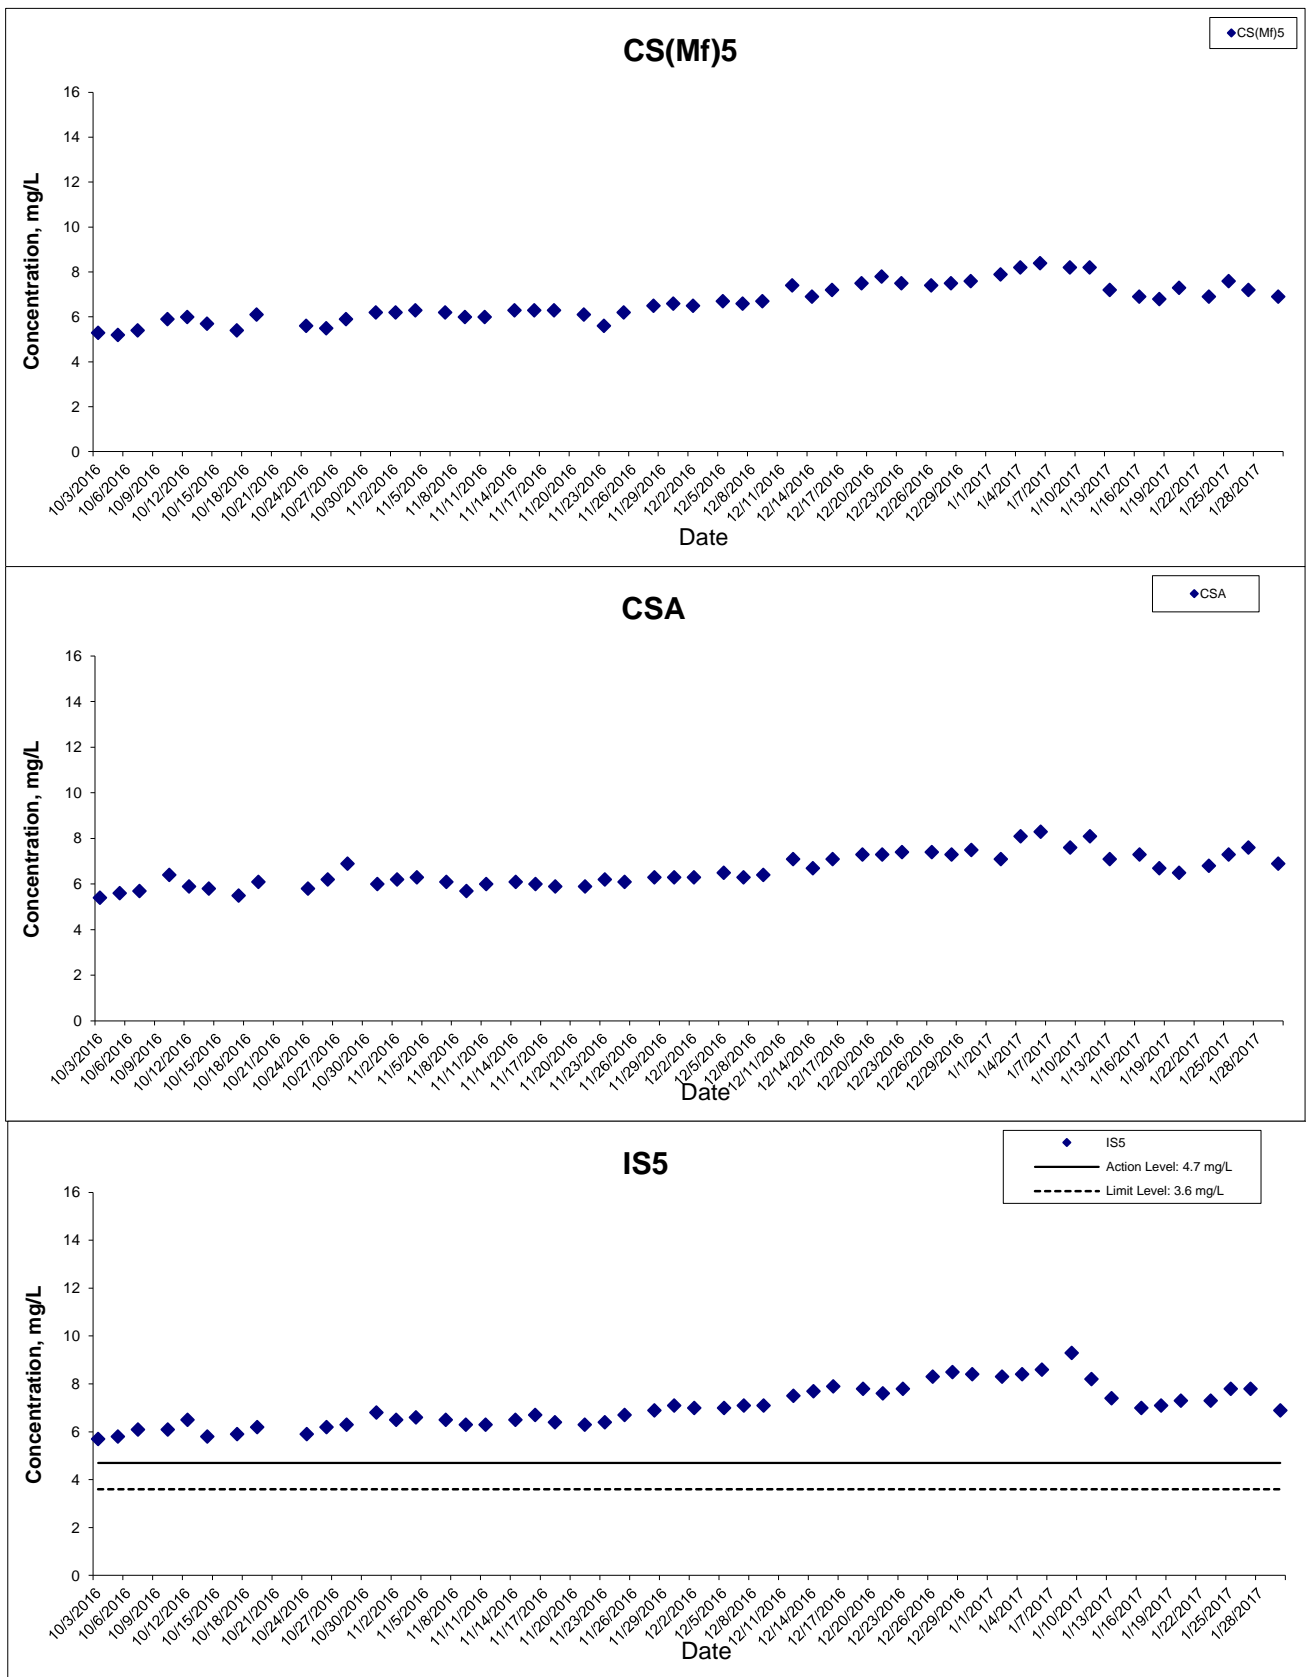 CS(Mf)5
CS(Mf)5
Concentration, mg/L
16
14
12
10
8
6
4
2
0
10/3/2016 10/6/2016 10/9/2016 10/12/2016 10/15/2016 10/18/2016 10/21/2016 10/24/2016 10/27/2016 10/30/2016 11/2/2016 11/5/2016 11/8/2016 11/11/2016 11/14/2016 11/17/2016 11/20/2016 11/23/2016 11/26/2016 11/29/2016 12/2/2016 12/5/2016 12/8/2016 12/11/2016 12/14/2016 12/17/2016 12/20/2016 12/23/2016 12/26/2016 12/29/2016 1/1/2017 1/4/2017 1/7/2017 1/10/2017 1/13/2017 1/16/2017 1/19/2017 1/22/2017 1/25/2017 1/28/2017
Date
CSA
CSA
Concentration, mg/L
16
14
12
10
8
6
4
2
0
10/3/2016 10/6/2016 10/9/2016 10/12/2016 10/15/2016 10/18/2016 10/21/2016 10/24/2016 10/27/2016 10/30/2016 11/2/2016 11/5/2016 11/8/2016 11/11/2016 11/14/2016 11/17/2016 11/20/2016 11/23/2016 11/26/2016 11/29/2016 12/2/2016 12/5/2016 12/8/2016 12/11/2016 12/14/2016 12/17/2016 12/20/2016 12/23/2016 12/26/2016 12/29/2016 1/1/2017 1/4/2017 1/7/2017 1/10/2017 1/13/2017 1/16/2017 1/19/2017 1/22/2017 1/25/2017 1/28/2017
Date
IS5
IS5
Action Level: 4.7 mg/L
Limit Level: 3.6 mg/L
Concentration, mg/L
16
14
12
10
8
6
4
2
0
10/3/2016 10/6/2016 10/9/2016 10/12/2016 10/15/2016 10/18/2016 10/21/2016 10/24/2016 10/27/2016 10/30/2016 11/2/2016 11/5/2016 11/8/2016 11/11/2016 11/14/2016 11/17/2016 11/20/2016 11/23/2016 11/26/2016 11/29/2016 12/2/2016 12/5/2016 12/8/2016 12/11/2016 12/14/2016 12/17/2016 12/20/2016 12/23/2016 12/26/2016 12/29/2016 1/1/2017 1/4/2017 1/7/2017 1/10/2017 1/13/2017 1/16/2017 1/19/2017 1/22/2017 1/25/2017 1/28/2017
Date